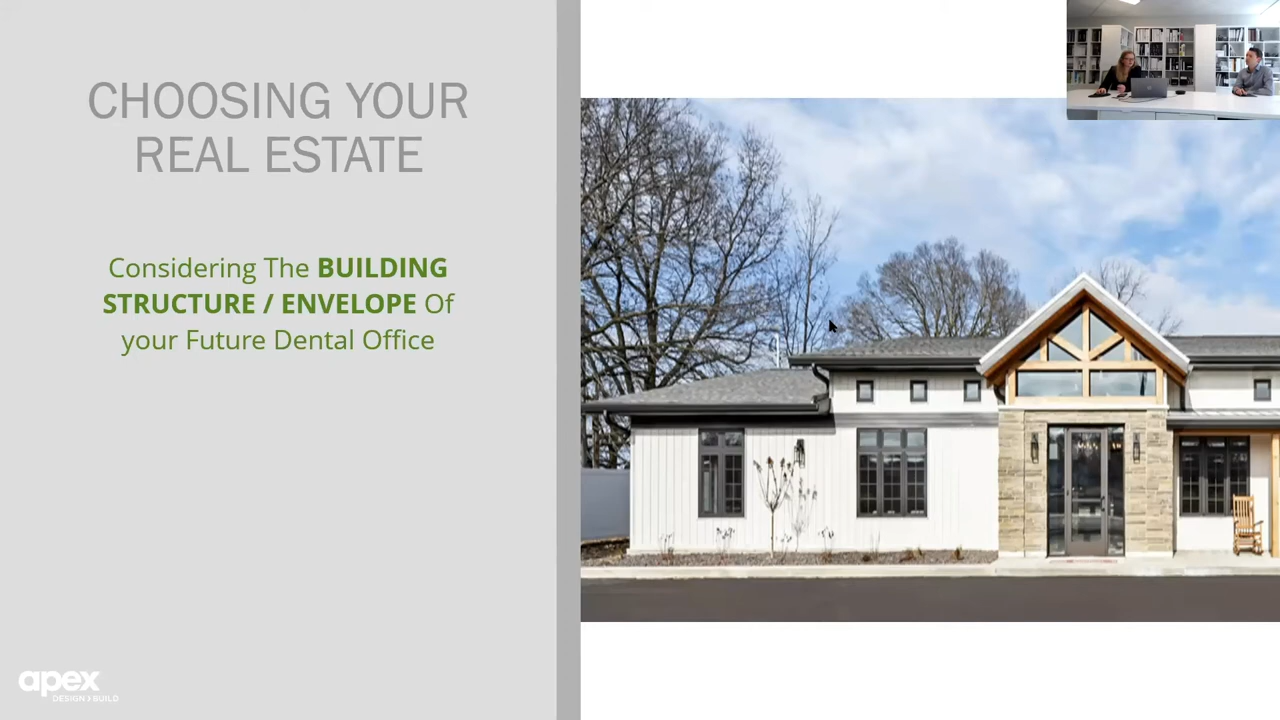 CHOOSING YOUR
REAL ESTATE
Considering The BUILDING
STRUCTURE / ENVELOPE Of
your Future Dental Office
apex
DESIGN > BUILD